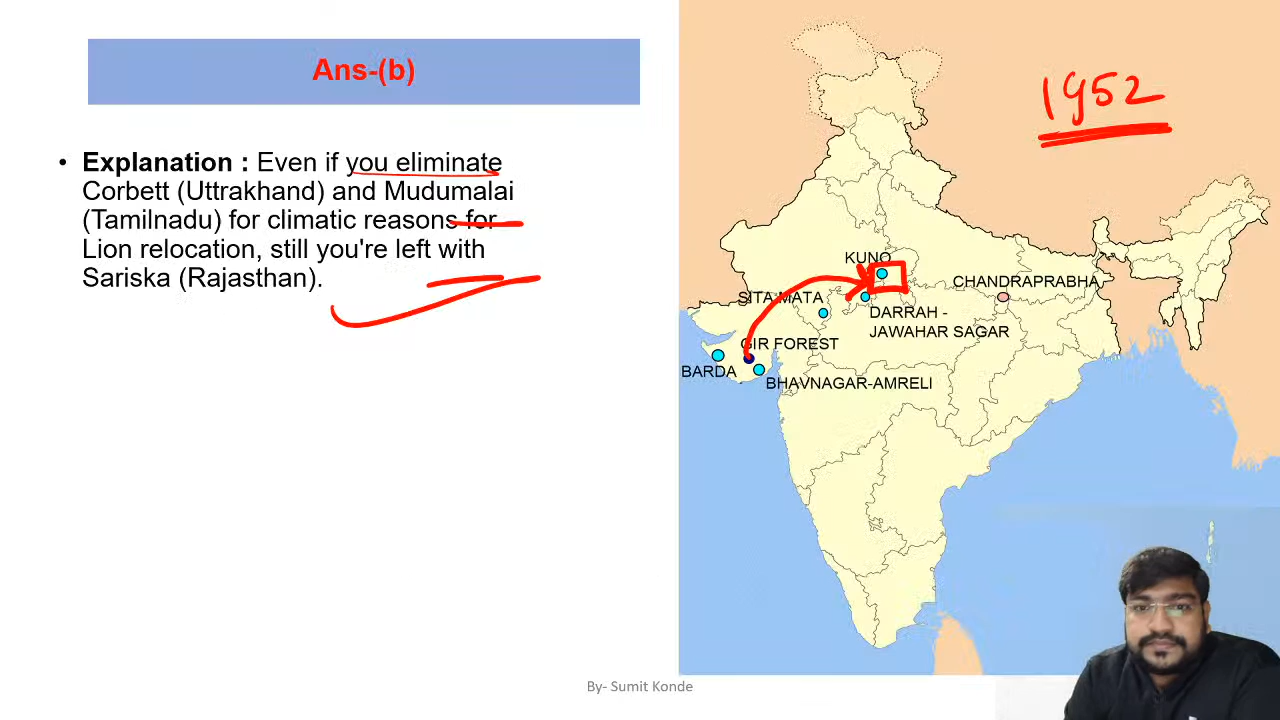 Ans-(b)
1952
• Explanation : Even if you eliminate
Corbett (Uttrakhand) and Mudumalai
(Tamilnadu) for climatic reasons for
Lion relocation, still you're left with
Sariska (Rajasthan).
KUNO
CHANDRAPRABHA
SITA MATA
DARRAH -
JAWAHAR SAGAR
GIR FOREST
BARDA
BHAVNAGAR-AMRELI
By- Sumit Konde